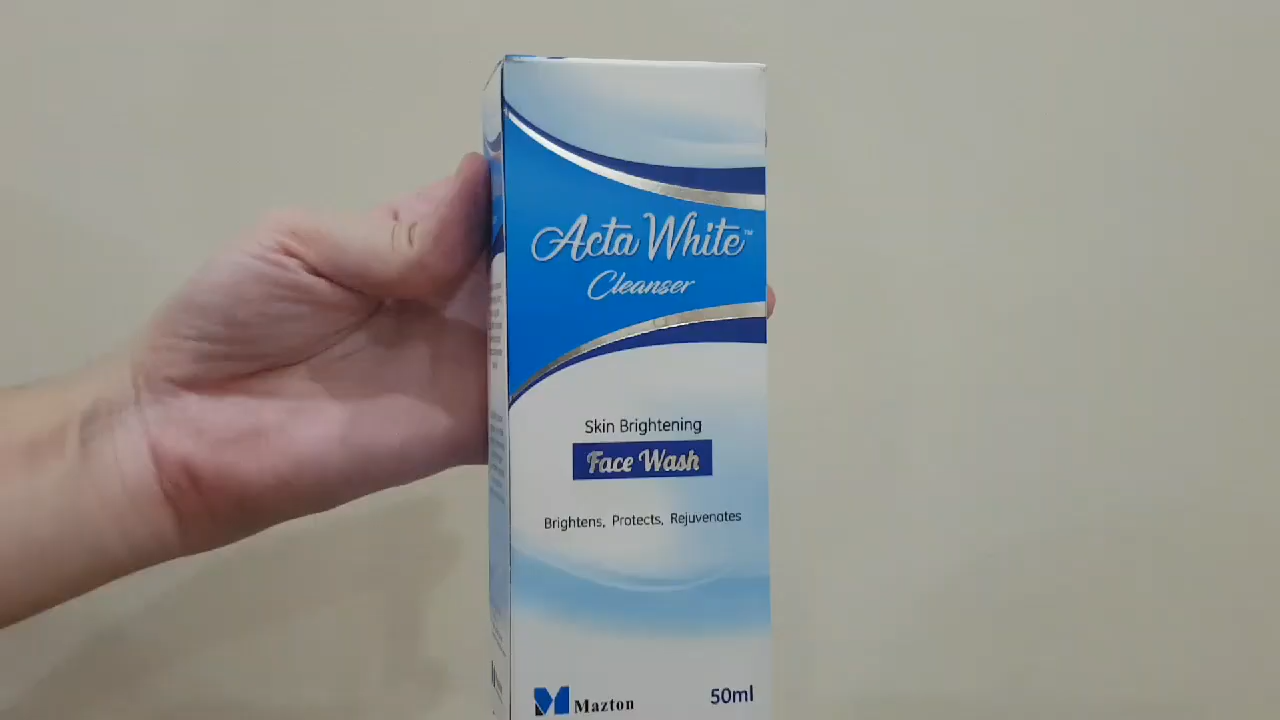 Acta White™
Cleanser
Skin Brightening
Face Wash
Brightens, Protects, Rejuvenates
Mazton
50ml